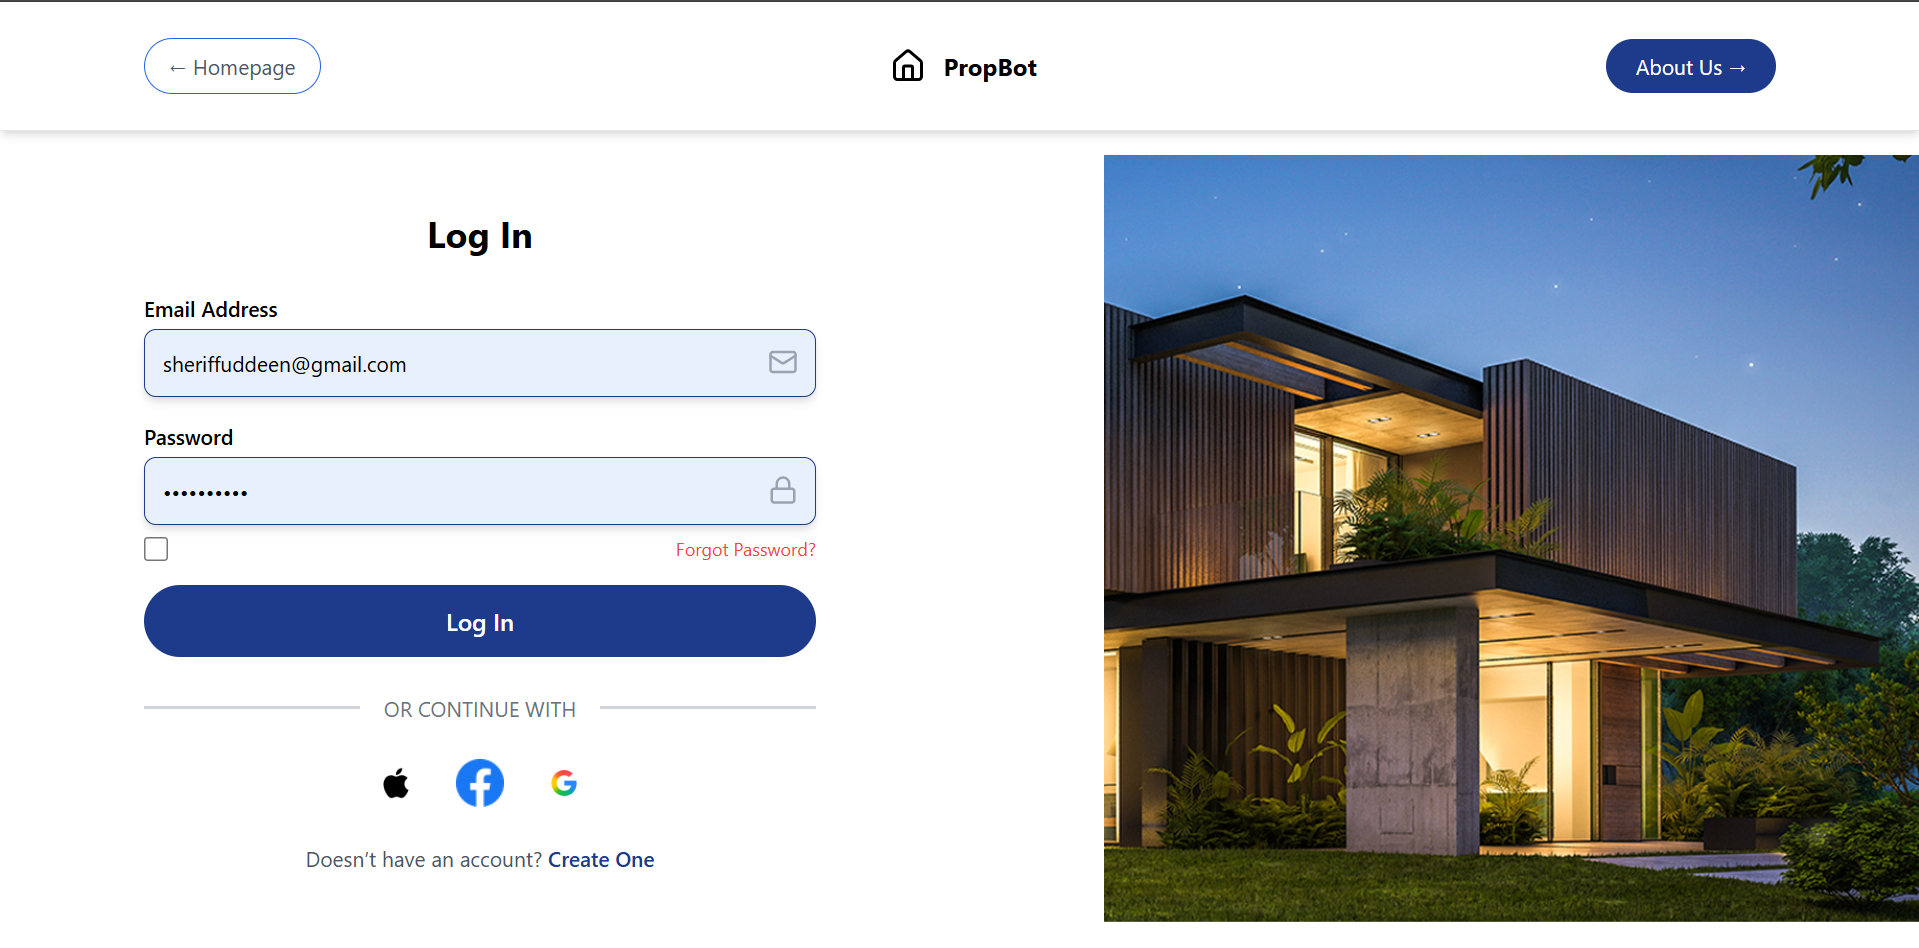 ← Homepage
PropBot
About Us →
Log In
Email Address
sheriffuddeen@gmail.com
Password
••••••••••
Forgot Password?
Log In
OR CONTINUE WITH
Doesn’t have an account? Create One